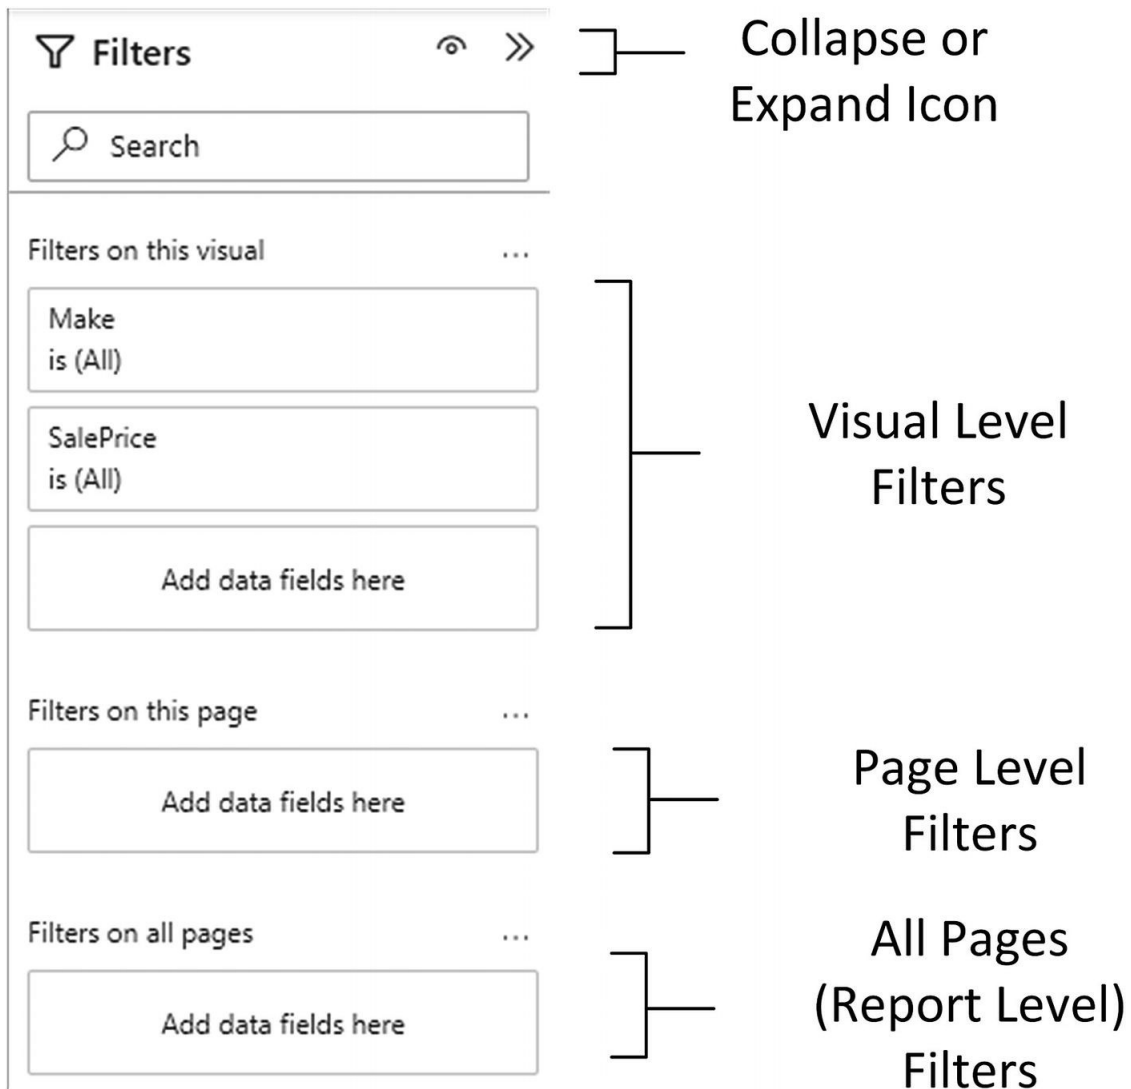 Filters
Collapse or
Expand Icon
Search
Filters on this visual ...
Make
is (All)
SalePrice
is (All)
Add data fields here
Visual Level
Filters
Filters on this page ...
Add data fields here
Page Level
Filters
Filters on all pages ...
Add data fields here
All Pages
(Report Level)
Filters